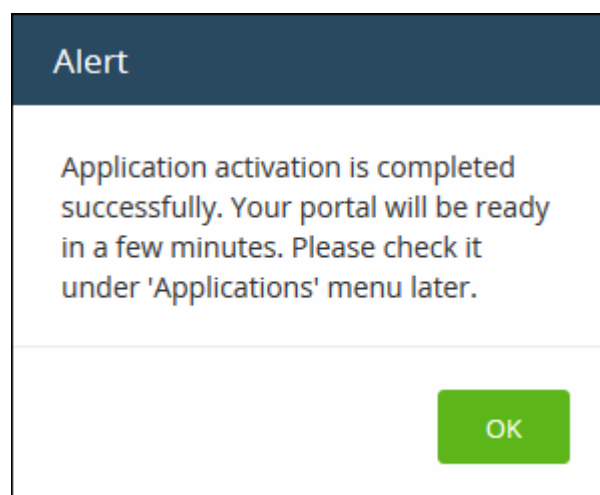 Alert
Application activation is completed
successfully. Your portal will be ready
in a few minutes. Please check it
under 'Applications' menu later.
OK